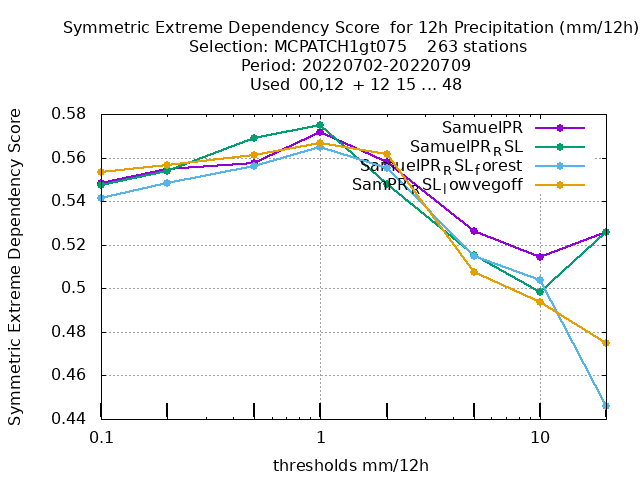 Symmetric Extreme Dependency Score  for 12h Precipitation (mm/12h)
Selection: MCPATCH1gt075    263 stations
Period: 20220702-20220709
Used  00,12  + 12 15 ... 48
Symmetric Extreme Dependency Score
0.58
0.56
0.54
0.52
0.5
0.48
0.46
0.44
SamuelPR
SamuelPR_RSL
SamuelPR_RSL_forest
SamPR_RSL_lowvegoff
0.1
1
10
thresholds mm/12h